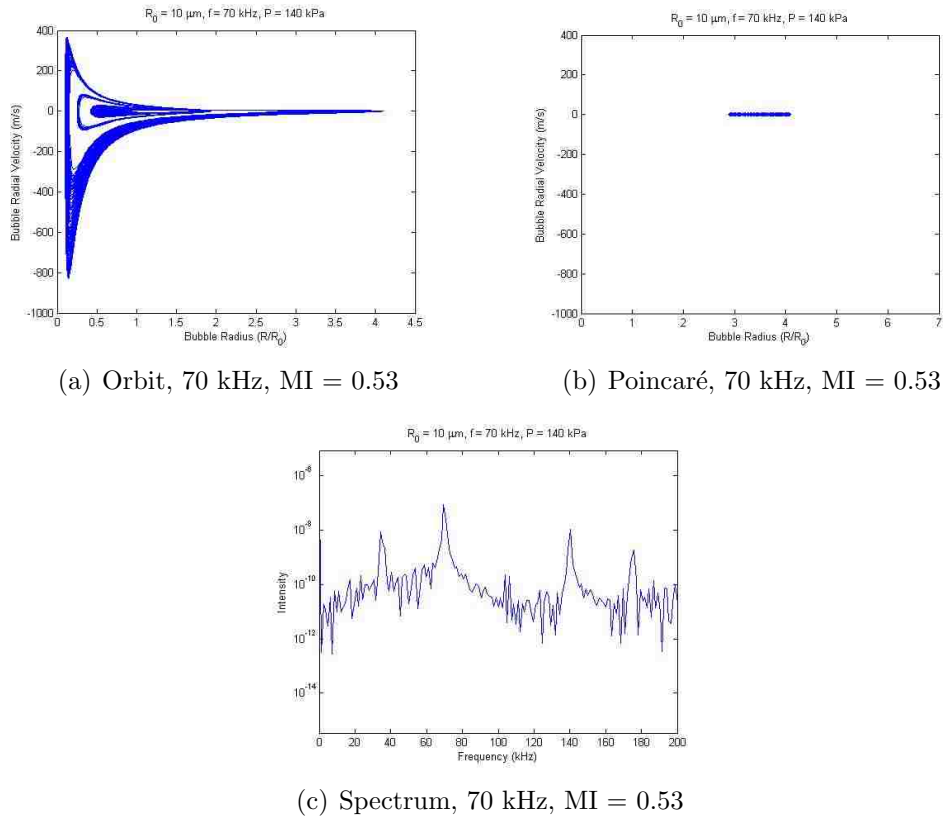 R0 = 10 μm, f = 70 kHz, P = 140 kPa
400
200
0
-200
-400
-600
-800
-1000
Bubble Radial Velocity (m/s)
0 0.5 1 1.5 2 2.5 3 3.5 4 4.5
Bubble Radius (R/R0)
(a) Orbit, 70 kHz, MI = 0.53
R0 = 10 μm, f = 70 kHz, P = 140 kPa
400
200
0
-200
-400
-600
-800
-1000
Bubble Radial Velocity (m/s)
0 1 2 3 4 5 6 7
Bubble Radius (R/R0)
(b) Poincaré, 70 kHz, MI = 0.53
R0 = 10 μm, f = 70 kHz, P = 140 kPa
10-6
10-8
10-10
10-12
10-14
Intensity
0 20 40 60 80 100 120 140 160 180 200
Frequency (kHz)
(c) Spectrum, 70 kHz, MI = 0.53